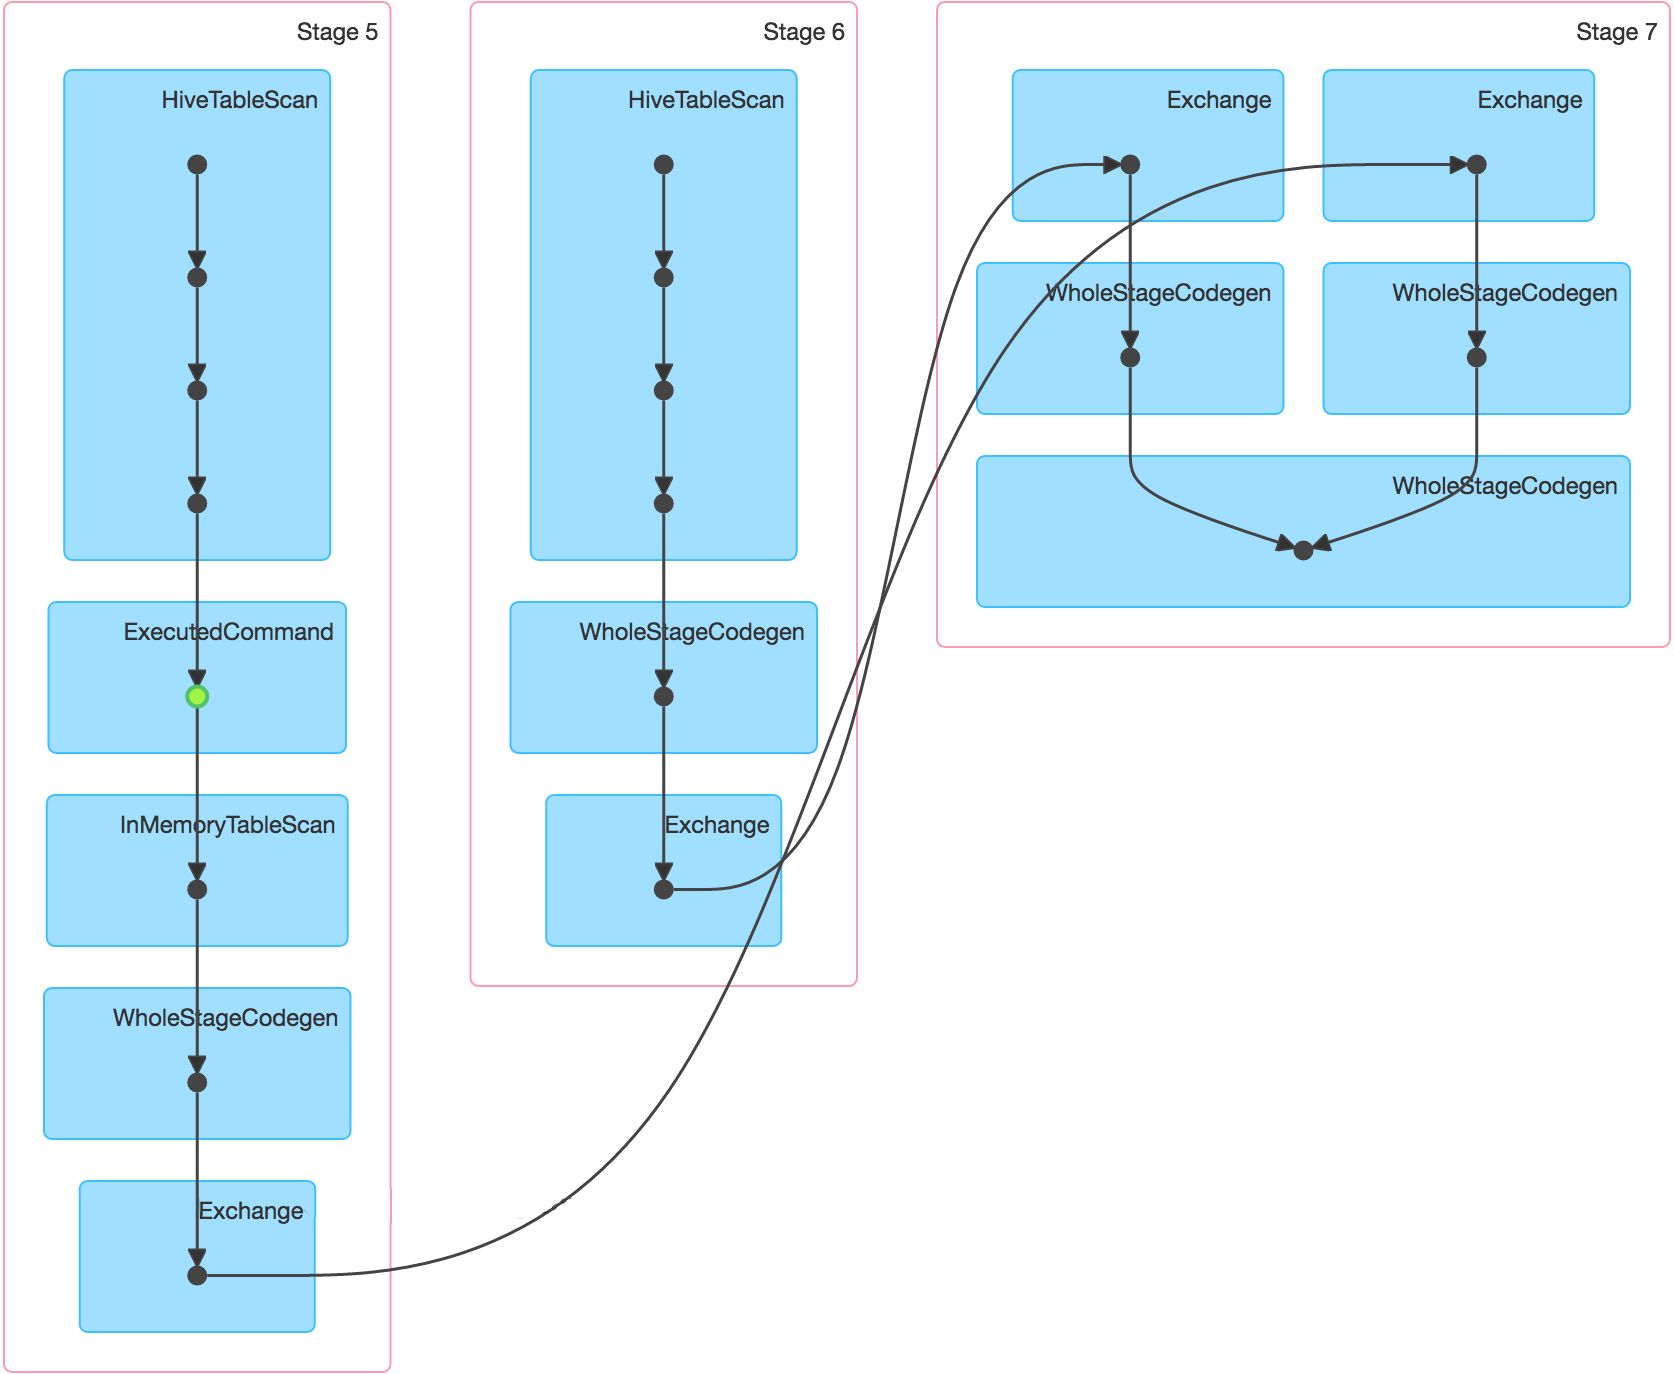 Stage 5
HiveTableScan
ExecutedCommand
InMemoryTableScan
WholeStageCodegen
Exchange
Stage 6
HiveTableScan
WholeStageCodegen
Exchange
Stage 7
Exchange
Exchange
WholeStageCodegen
WholeStageCodegen
WholeStageCodegen